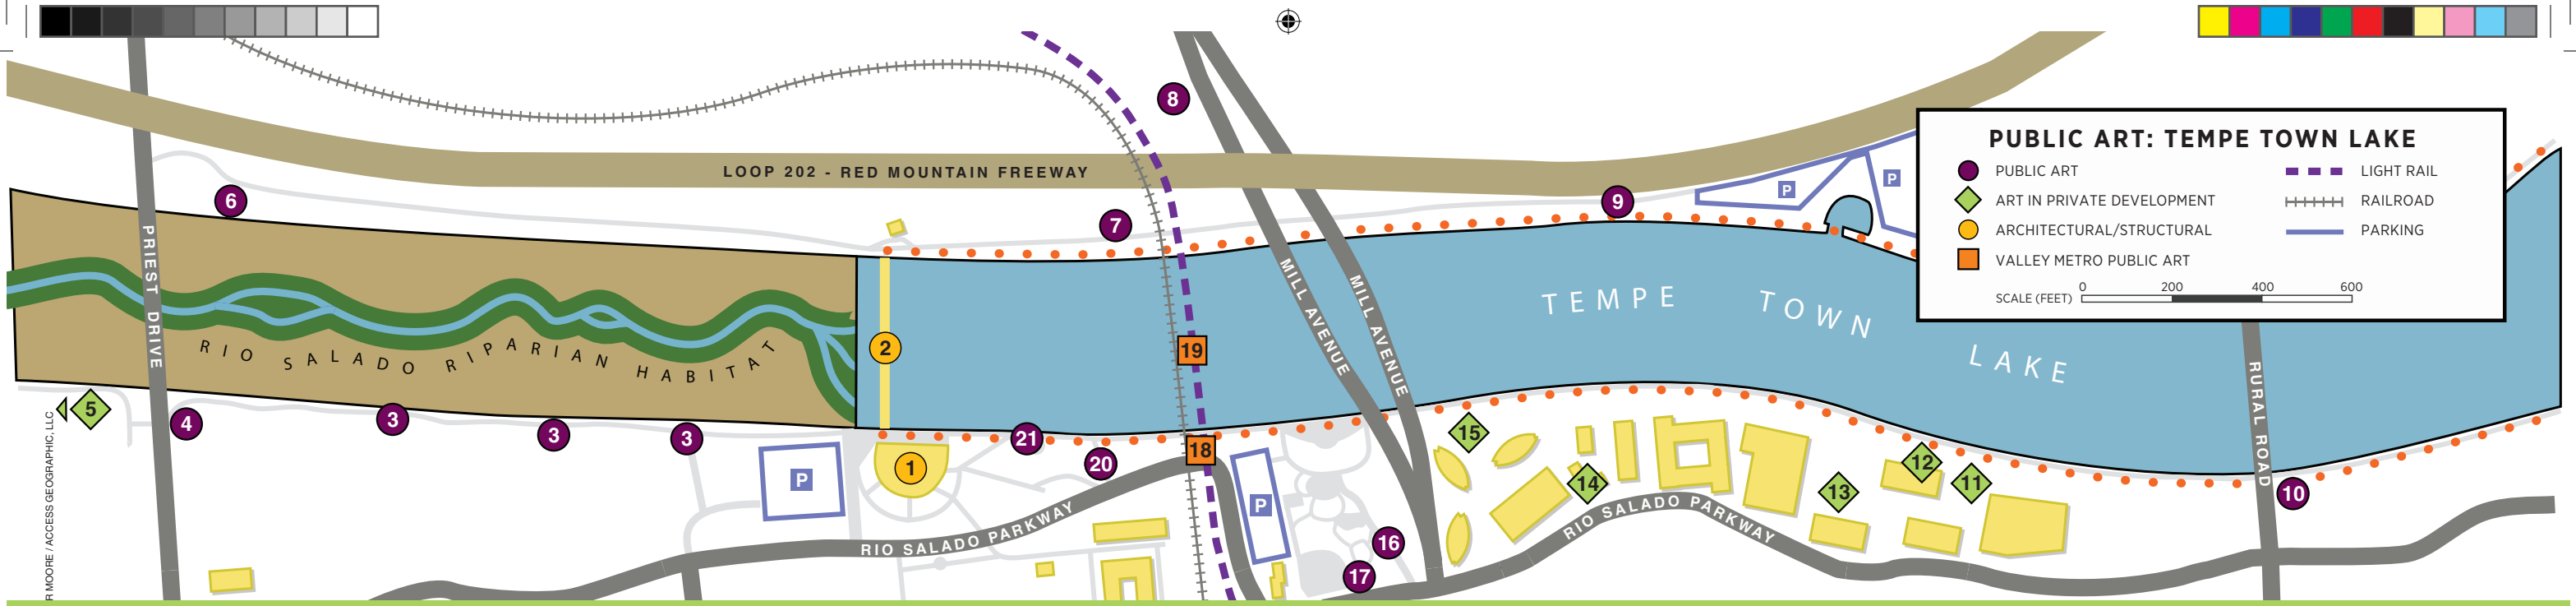 PUBLIC ART: TEMPE TOWN LAKE
PUBLIC ART
ART IN PRIVATE DEVELOPMENT
ARCHITECTURAL/STRUCTURAL
VALLEY METRO PUBLIC ART
LIGHT RAIL
RAILROAD
PARKING
SCALE (FEET)
0 200 400 600
8
LOOP 202 - RED MOUNTAIN FREEWAY
6
7
9
P
P
PRIEST DRIVE
RIO SALADO RIPARIAN HABITAT
2
19
MILL AVENUE
MILL AVENUE
TEMPE TOWN LAKE
RURAL ROAD
5
4
3
3
3
P
1
21
20
18
P
15
14
13
12
11
10
16
17
RIO SALADO PARKWAY
RIO SALADO PARKWAY
R MOORE / ACCESS GEOGRAPHIC, LLC